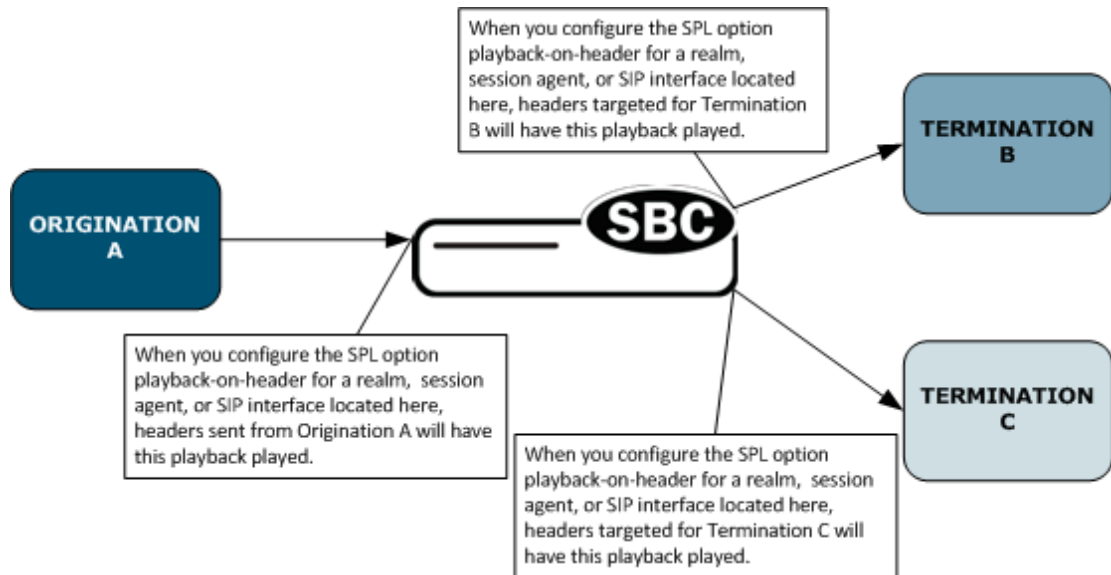 When you configure the SPL option
playback-on-header for a realm,
session agent, or SIP interface located
here, headers targeted for Termination
B will have this playback played.
TERMINATION
B
ORIGINATION
A
SBC
When you configure the SPL option
playback-on-header for a realm, session
agent, or SIP interface located here,
headers sent from Origination A will have
this playback played.
TERMINATION
C
When you configure the SPL option
playback-on-header for a realm, session
agent, or SIP interface located here,
headers targeted for Termination C will
have this playback played.